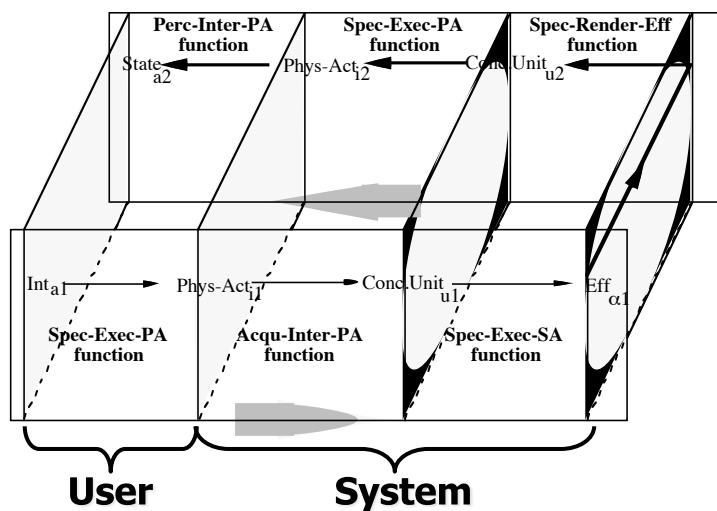 Perc-Inter-PA Spec-Exec-PA Spec-Render-Eff
function function function
State a2 Phys-Act i2 Conc.Unit u2
Int a1 Phys-Act i1 Conc.Unit u1 Eff α1
Spec-Exec-PA Acqu-Inter-PA Spec-Exec-SA
function function function
User System